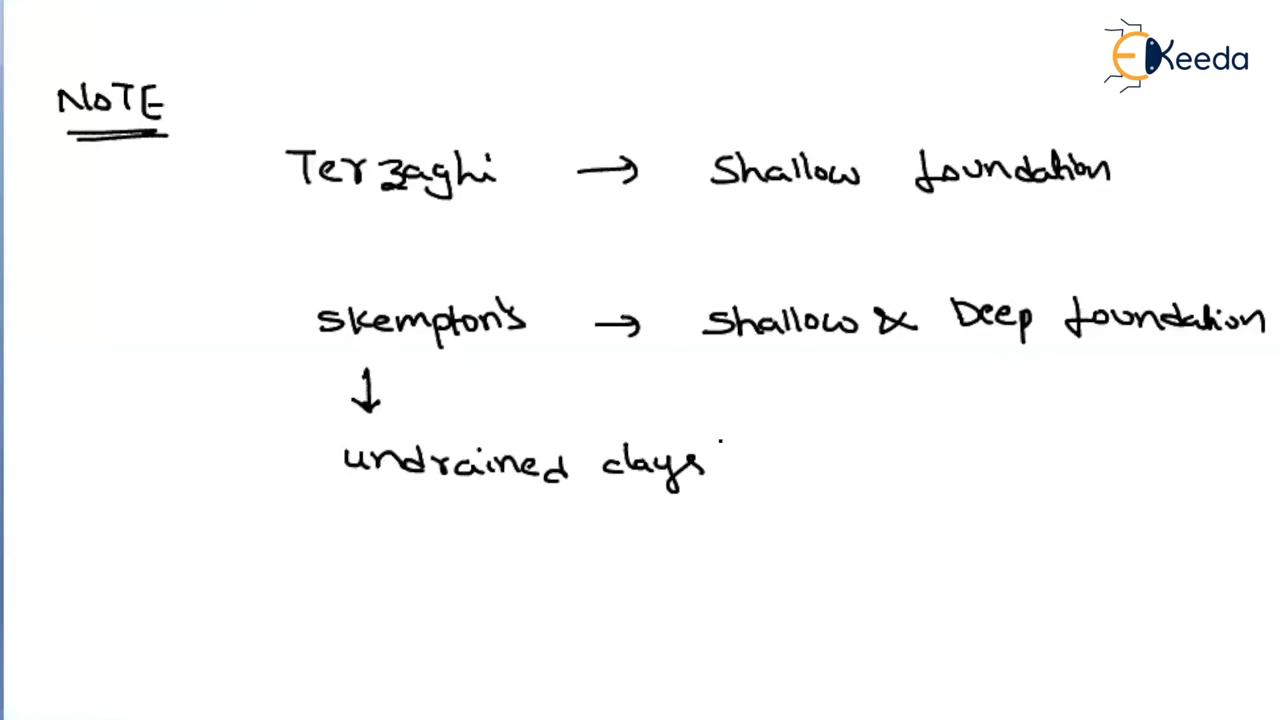 EKeeda
NOTE
Terzaghi → Shallow foundation
Skempton's → Shallow & Deep foundation
↓
undrained clays